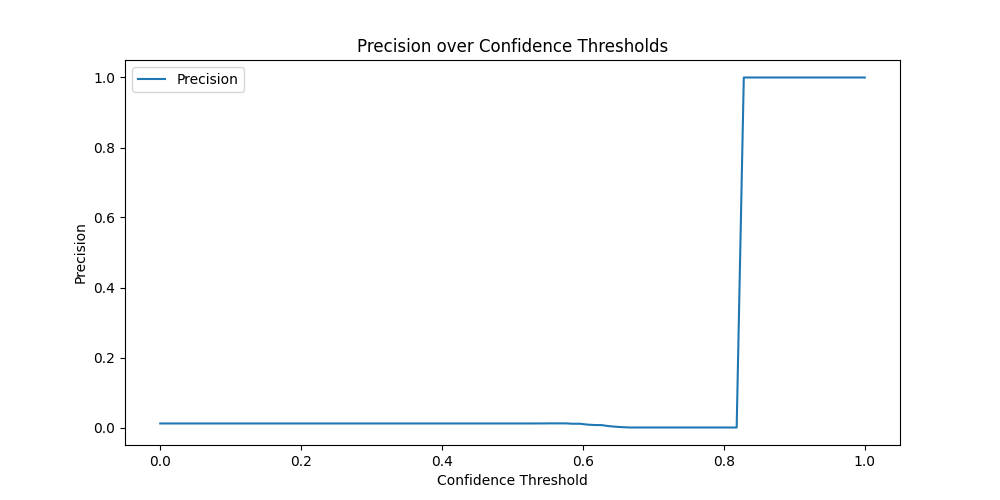 Precision over Confidence Thresholds
Precision
1.0
0.8
0.6
0.4
0.2
0.0
Precision
0.0 0.2 0.4 0.6 0.8 1.0
Confidence Threshold